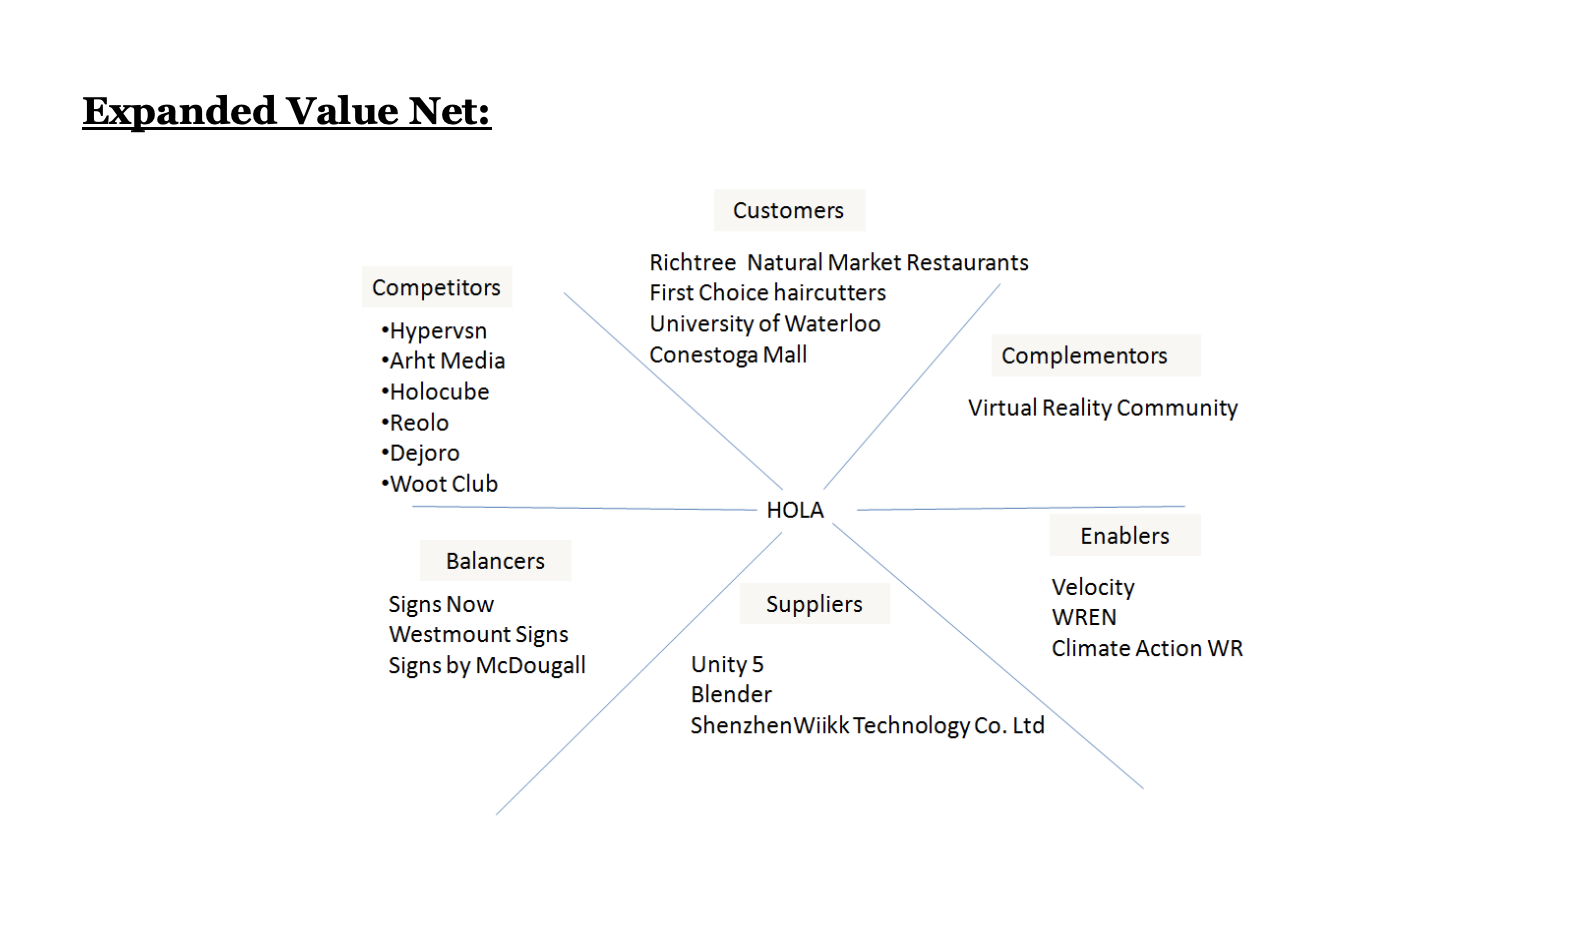 Expanded Value Net:
Customers
Richtree Natural Market Restaurants
First Choice haircutters
University of Waterloo
Conestoga Mall
Competitors
•Hypervsn
•Arht Media
•Holocube
•Reolo
•Dejoro
•Woot Club
Complementors
Virtual Reality Community
HOLA
Balancers
Signs Now
Westmount Signs
Signs by McDougall
Suppliers
Unity 5
Blender
ShenzhenWiikk Technology Co. Ltd
Enablers
Velocity
WREN
Climate Action WR